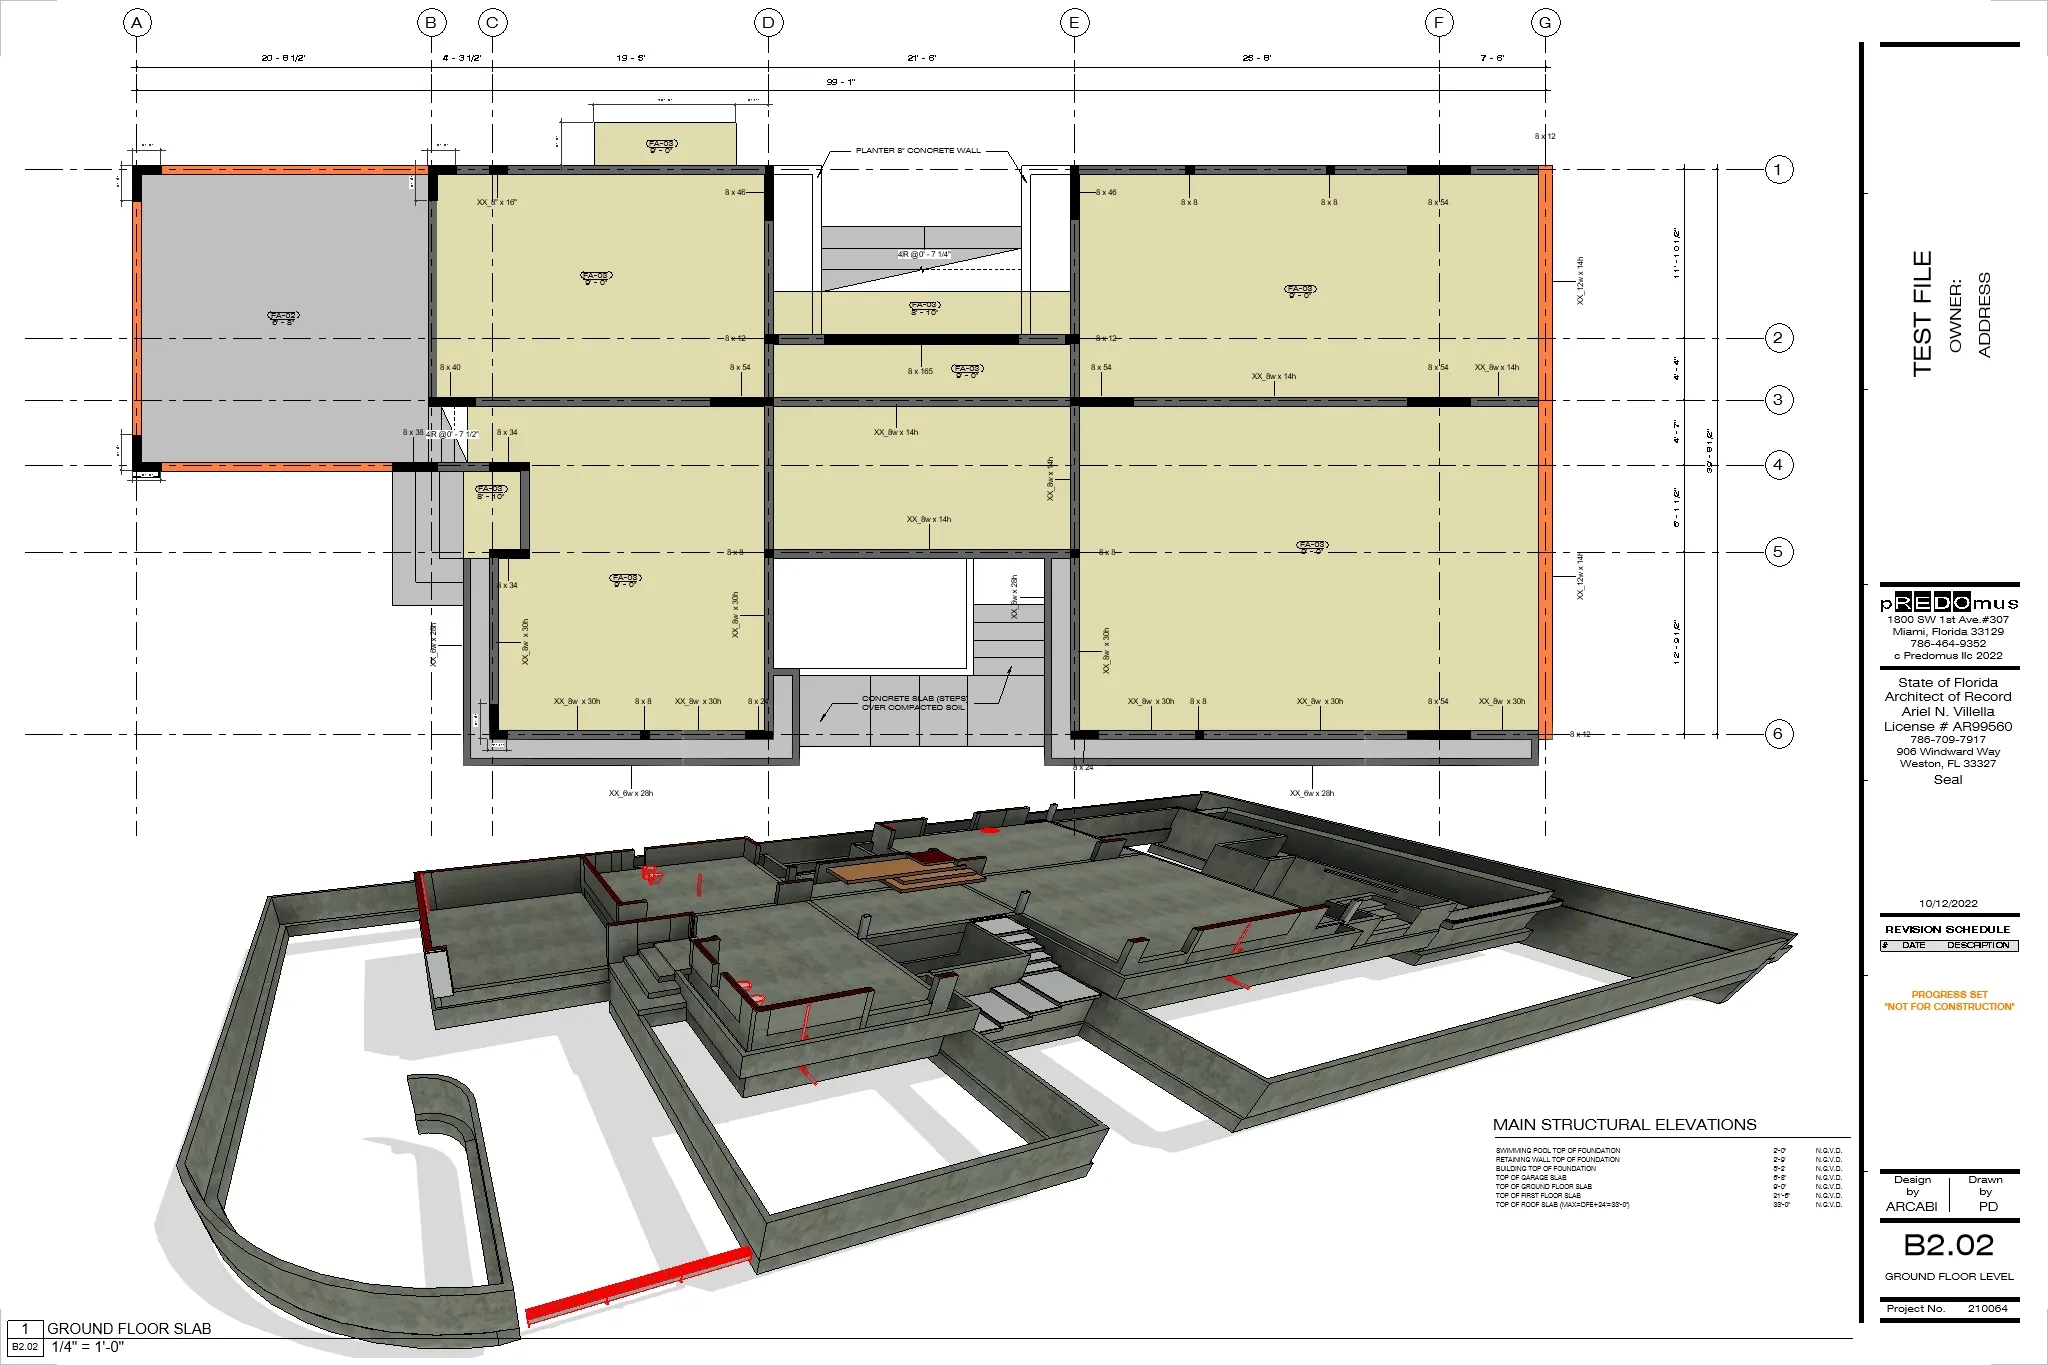 A
B
C
D
E
F
G
20 - 8 1/2'
4 - 3 1/2'
19 - 6'
21' - 6'
7 - 6'
99 - 1"
8 x 12
PLANTER 8" CONCRETE WALL
1
FA-03
9' - 0'
XX_8" x 16"
8 x 46
8 x 46
8 x 8
8 x 8
8 x 54
11' - 1 0 1/2"
4|R @0' - 7 1/4"
XX_12w x 14h
FA-03
9' - 0'
FA-03
9' - 0'
FA-03
8' - 10'
FA-02
6' - 8'
8 x 12
8 x 12
2
8 x 40
8 x 54
8 x 165
FA-03
9' - 0'
8 x 54
XX_8w x 14h
8 x 54
XX_8w x 14h
4' - 4"
3
8 x 38
4|R @0' - 7 1/2"
8 x 34
XX_8w x 14h
4' - 7"
4
XX_8w x 14h
FA-03
8' - 10'
XX_8w x 14h
6' - 1 1/2"
8 x 8
8 x 8
FA-03
9' - 0'
5
FA-03
9' - 0'
8 x 34
XX_6w x 28h
XX_12w x 14h
XX_6w x 28h
XX_8w x 30h
XX_8w x 30h
XX_8w x 30h
12' - 9 1/2"
CONCRETE SLAB (STEPS)
OVER COMPACTED SOIL
XX_8w x 30h
8 x 8
XX_8w x 30h
8 x 24
XX_8w x 30h
8 x 8
XX_8w x 30h
8 x 54
XX_8w x 30h
8 x 12
6
8 x 24
XX_6w x 28h
XX_6w x 28h
MAIN STRUCTURAL ELEVATIONS
SWIMMING POOL TOP OF FOUNDATION 2'-0' N.G.V.D.
RETAINING WALL TOP OF FOUNDATION 2'-9 N.G.V.D.
BUILDING TOP OF FOUNDATION 5'-2' N.G.V.D.
TOP OF GARAGE SLAB 6'-8' N.G.V.D.
TOP OF GROUND FLOOR SLAB 9'-0' N.G.V.D.
TOP OF FIRST FLOOR SLAB 21'-6' N.G.V.D.
TOP OF ROOF SLAB (MAX=DFE+24'=33'-0") 33'-0' N.G.V.D.
1
B2.02
GROUND FLOOR SLAB
1/4" = 1'-0"
TEST FILE
OWNER:
ADDRESS
pREDOmus
1800 SW 1st Ave.#307
Miami, Florida 33129
786-464-9352
c Predomus llc 2022
State of Florida
Architect of Record
Ariel N. Villella
License # AR99560
786-709-7917
906 Windward Way
Weston, FL 33327
Seal
10/12/2022
REVISION SCHEDULE
# DATE DESCRIPTION
PROGRESS SET
"NOT FOR CONSTRUCTION"
Design
by
ARCABI
Drawn
by
PD
B2.02
GROUND FLOOR LEVEL
Project No. 210064